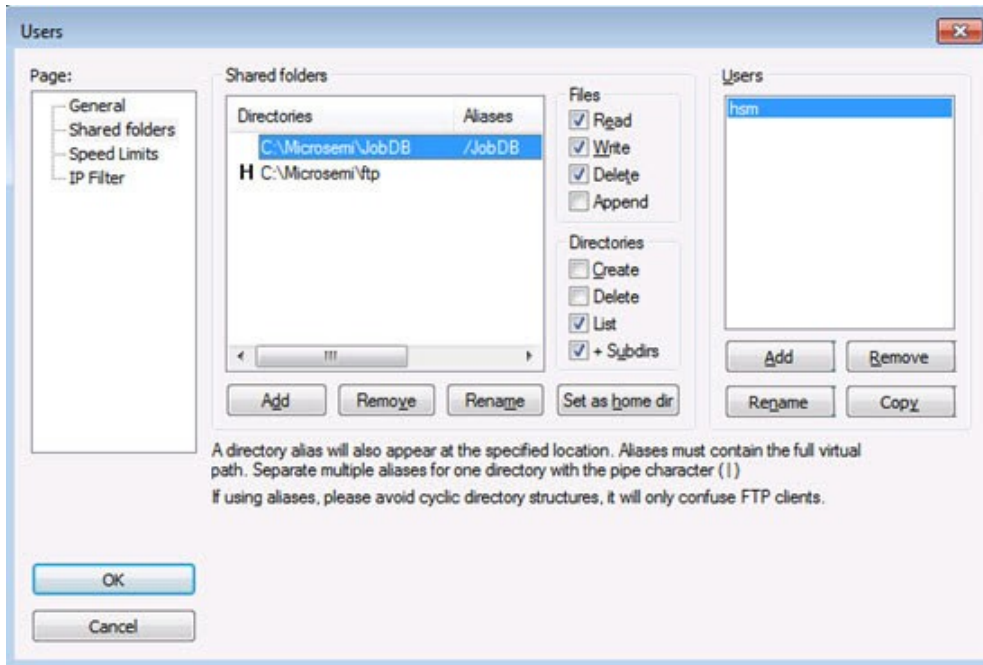 Users
Page:
General
Shared folders
Speed Limits
IP Filter
Shared folders
Directories Aliases
C:\Microsemi\JobDB /JobDB
H C:\Microsemi\ftp
Files
Read
Write
Delete
Append
Directories
Create
Delete
List
+ Subdirs
Add Remove Rename Set as home dir
Users
hsm
Add Remove
Rename Copy
A directory alias will also appear at the specified location. Aliases must contain the full virtual
path. Separate multiple aliases for one directory with the pipe character ( | )
If using aliases, please avoid cyclic directory structures, it will only confuse FTP clients.
OK
Cancel